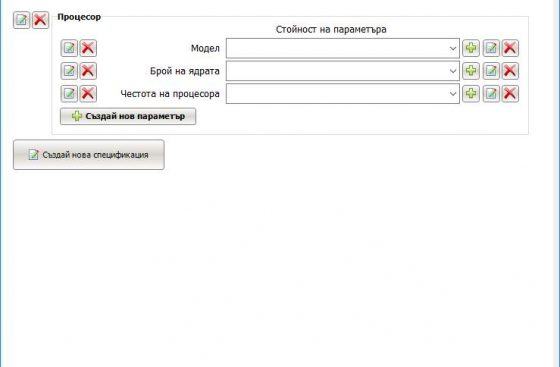 Процесор
Стойност на параметъра
Модел
Брой на ядрата
Честота на процесора
Създай нов параметър
Създай нова спецификация